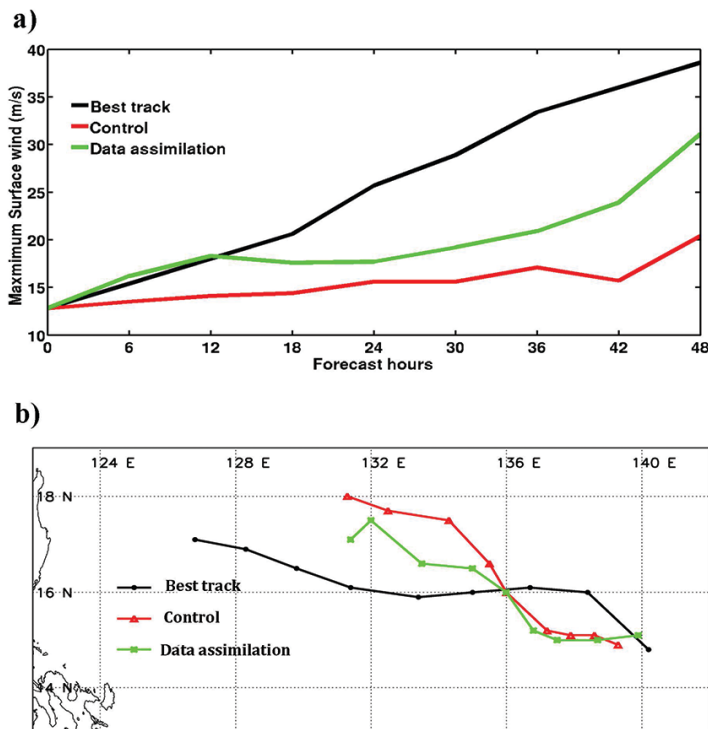 a)
40
35
30
25
20
15
10
Maxmimum Surface wind (m/s)
Best track
Control
Data assimilation
0 6 12 18 24 30 36 42 48
Forecast hours
b)
124 E 128 E 132 E 136 E 140 E
18 N
16 N
14 N
Best track
Control
Data assimilation